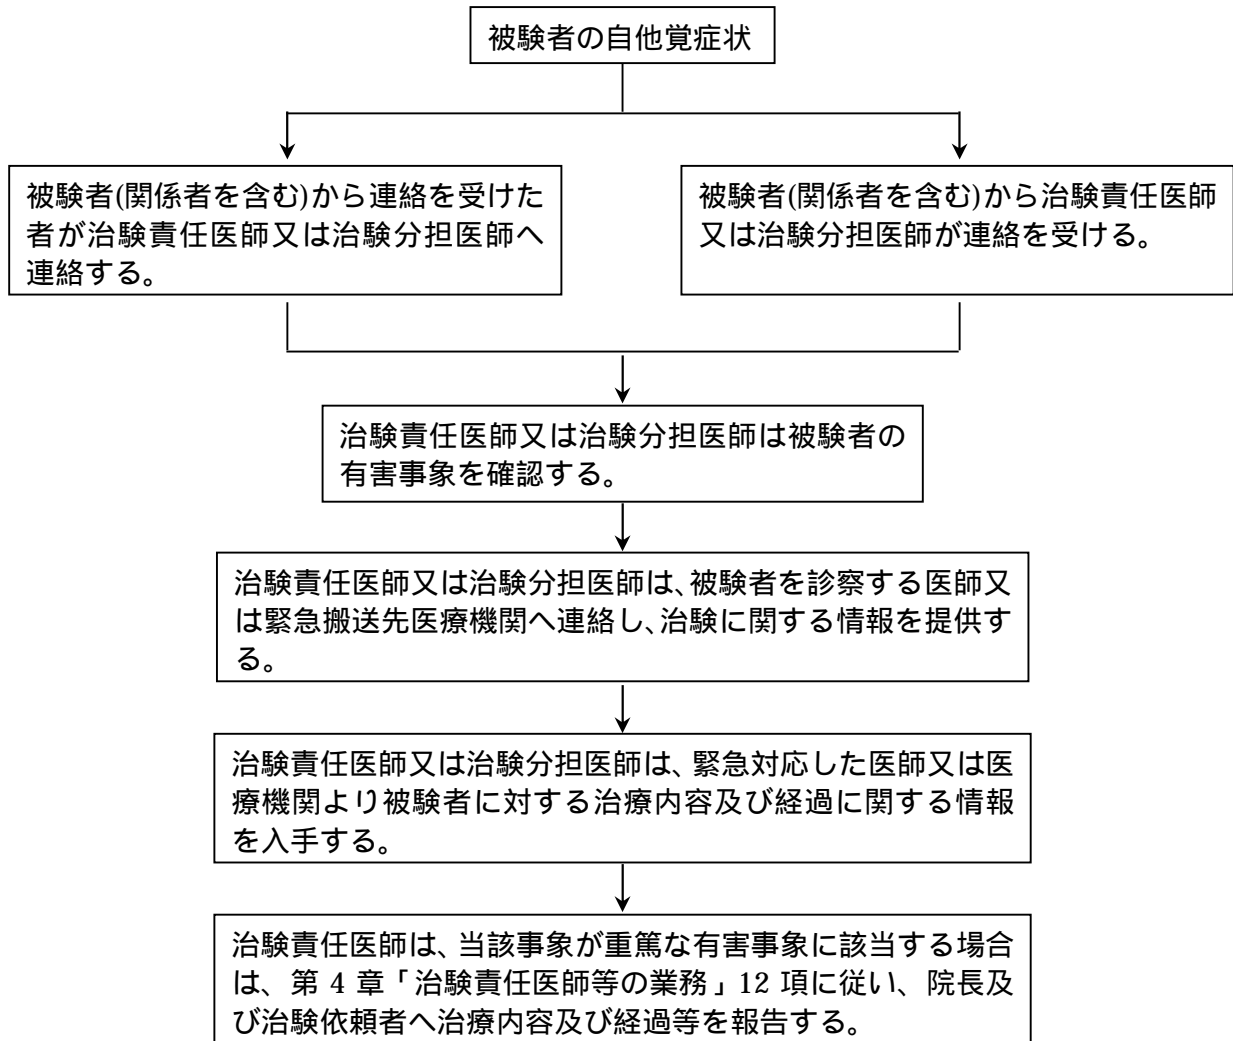 被験者の自他覚症状
被験者(関係者を含む)から連絡を受けた
者が治験責任医師又は治験分担医師へ
連絡する。
被験者(関係者を含む)から治験責任医師
又は治験分担医師が連絡を受ける。
治験責任医師又は治験分担医師は被験者の
有害事象を確認する。
治験責任医師又は治験分担医師は、被験者を診察する医師又
は緊急搬送先医療機関へ連絡し、治験に関する情報を提供す
る。
治験責任医師又は治験分担医師は、緊急対応した医師又は医
療機関より被験者に対する治療内容及び経過に関する情報
を入手する。
治験責任医師は、当該事象が重篤な有害事象に該当する場合
は、第 4 章「治験責任医師等の業務」12 項に従い、院長及
び治験依頼者へ治療内容及び経過等を報告する。